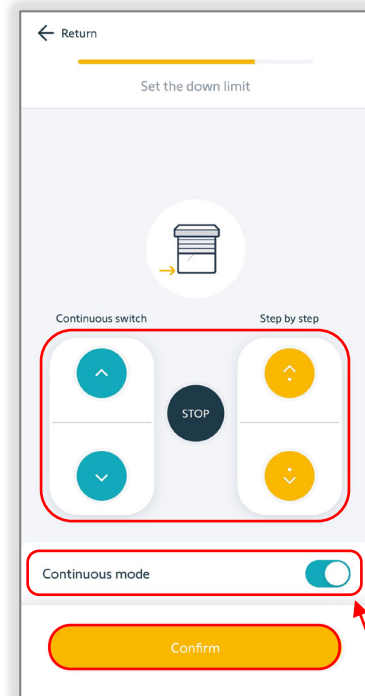 Return
Set the down limit
Continuous switch
Step by step
STOP
Continuous mode
Confirm